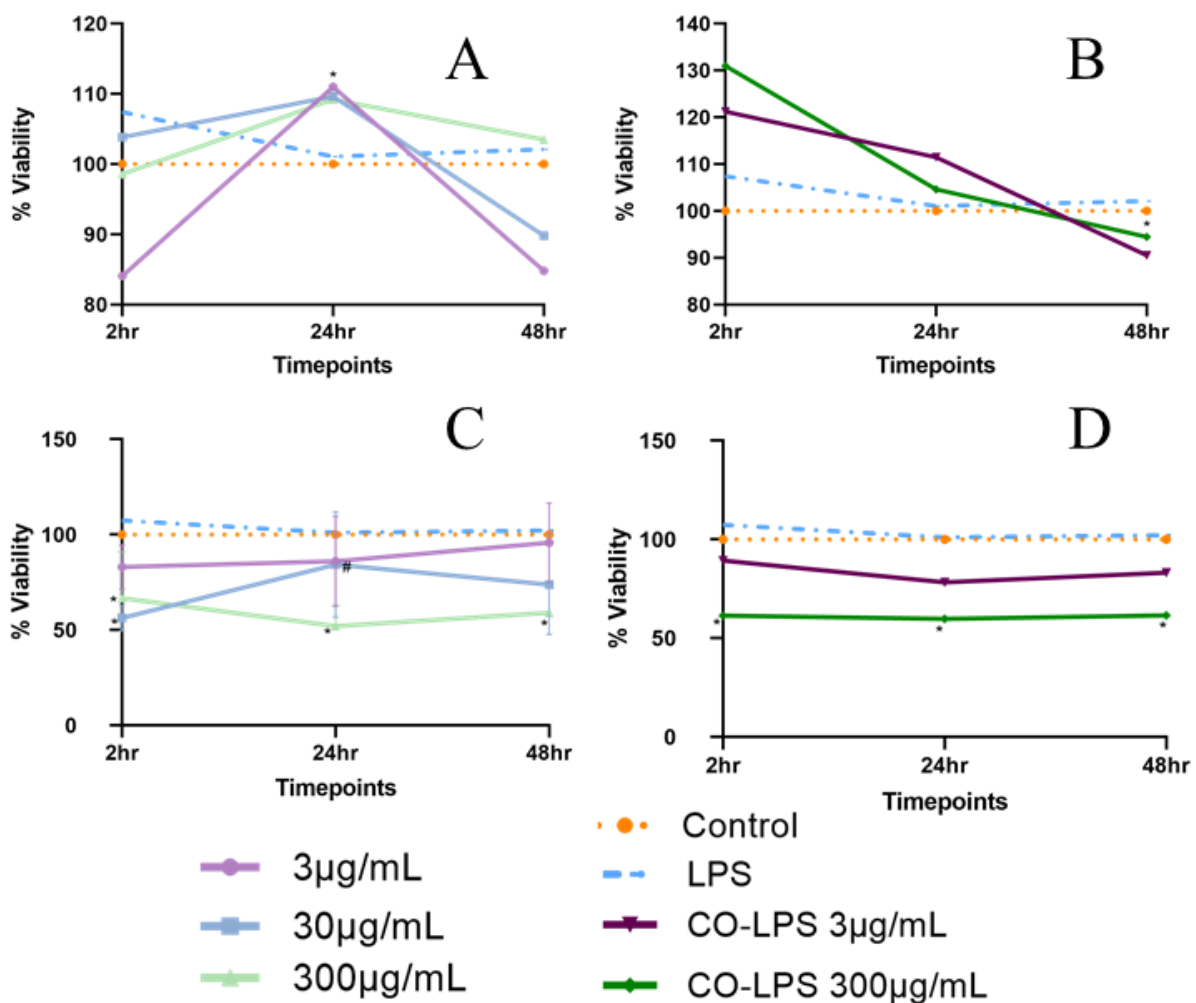 A
% Viability
120
110
100
90
80
*
2hr 24hr 48hr
Timepoints
B
% Viability
140
130
120
110
100
90
80
*
2hr 24hr 48hr
Timepoints
C
% Viability
150
100
50
0
*
*
#
*
*
2hr 24hr 48hr
Timepoints
D
% Viability
150
100
50
0
*
*
*
2hr 24hr 48hr
Timepoints
3µg/mL
30µg/mL
300µg/mL
Control
LPS
CO-LPS 3µg/mL
CO-LPS 300µg/mL